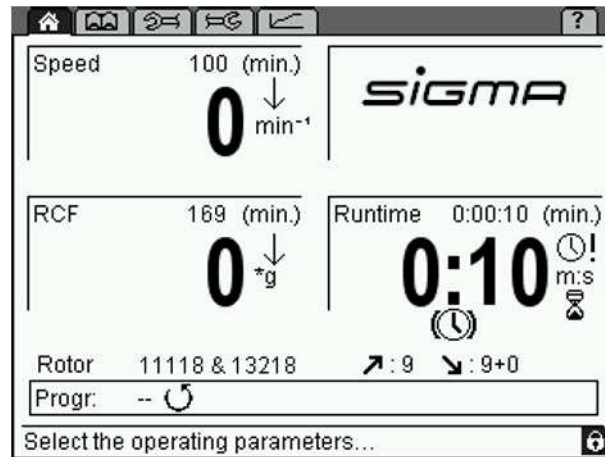 ?
Speed 100 (min.)
0 min⁻¹
sigma
RCF 169 (min.)
0 *g
Runtime 0:00:10 (min.)
0:10 ! m:s
Rotor 11118 & 13218 ↗ : 9 ↘ : 9+0
Progr: --
Select the operating parameters...